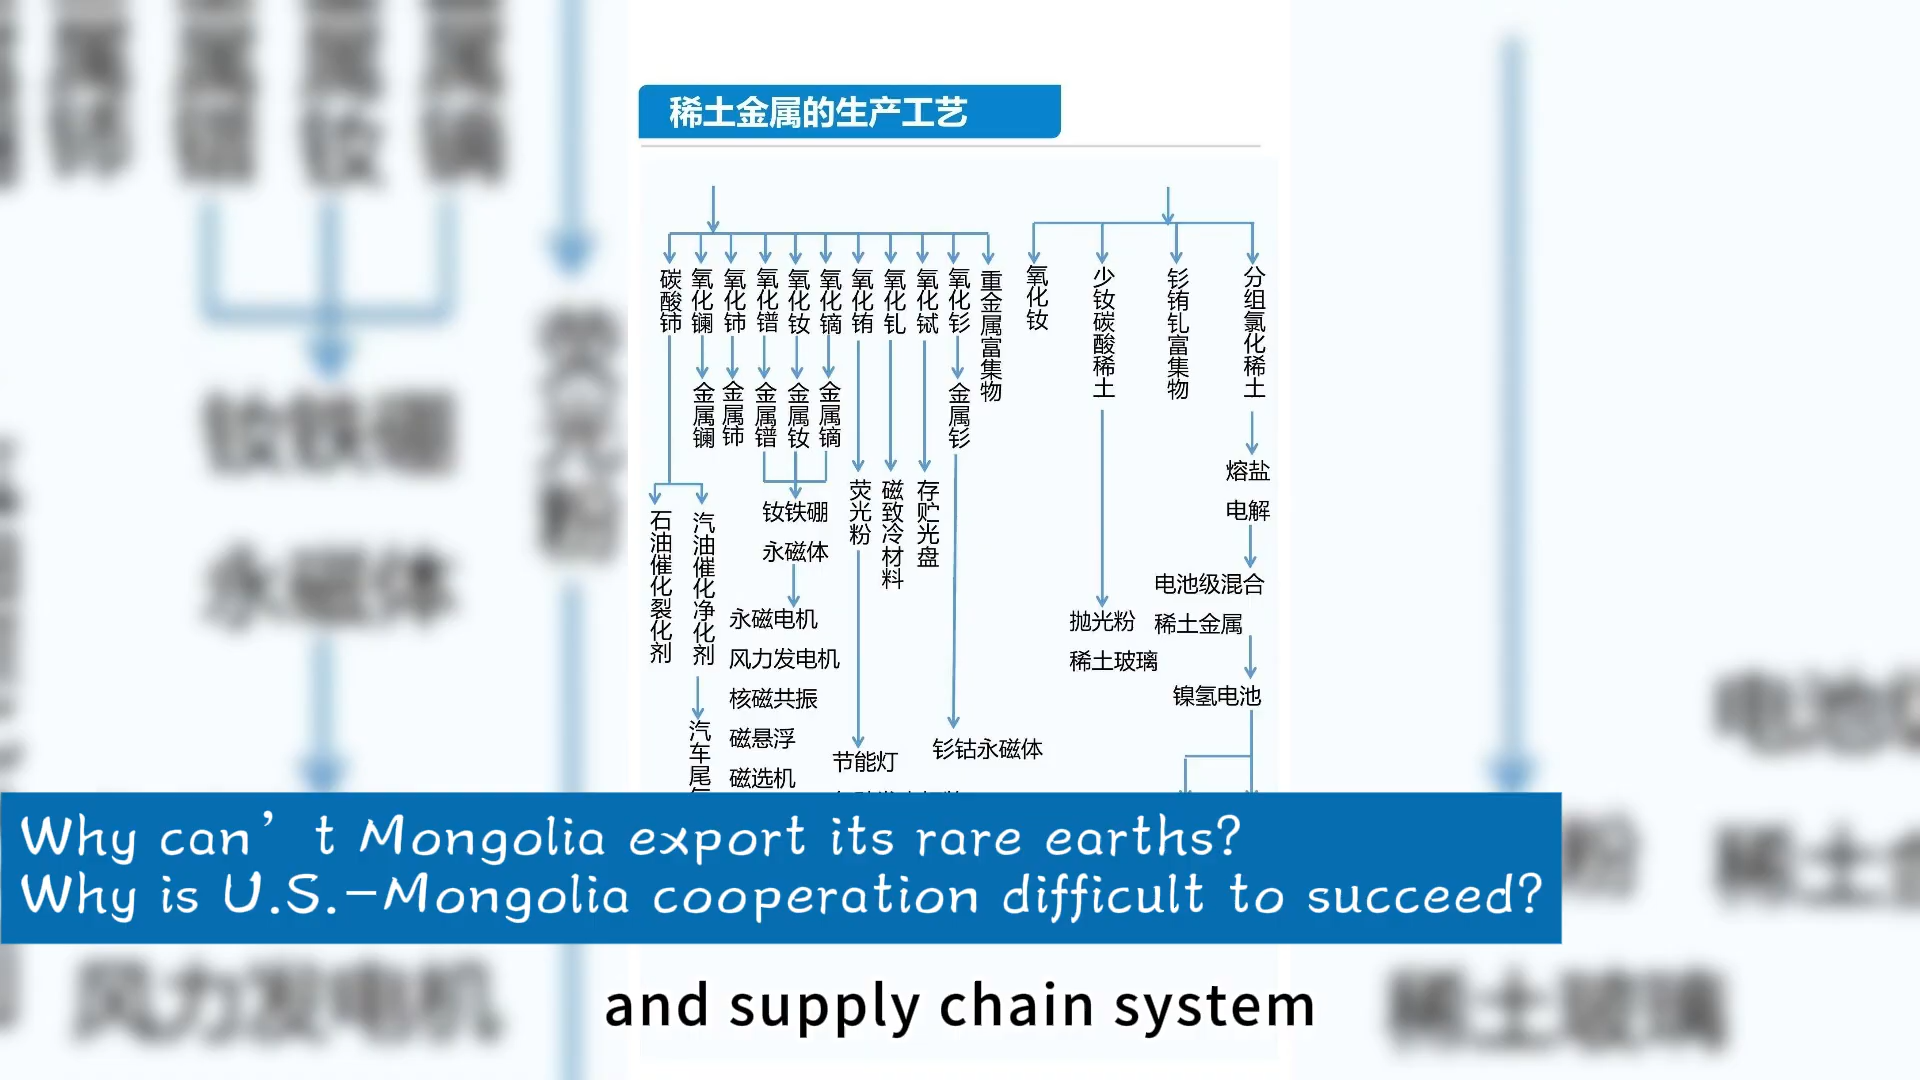 稀土金属的生产工艺
碳酸铈
氧化镧
氧化铈
氧化镨
氧化钕
氧化镝
氧化铕
氧化钆
氧化铽
氧化钐
重金属富集物
氧化钕
少钕碳酸稀土
钐铕钆富集物
分组氯化稀土
金属镧
金属铈
金属镨
金属钕
金属镝
金属钐
熔盐
电解
石油催化裂化剂
汽油催化净化剂
钕铁硼
永磁体
荧光粉
磁致冷材料
存贮光盘
电池级混合
稀土金属
永磁电机
风力发电机
核磁共振
磁悬浮
磁选机
抛光粉
稀土玻璃
镍氢电池
汽车尾
节能灯
钐钴永磁体
Why can't Mongolia export its rare earths?
Why is U.S.-Mongolia cooperation difficult to succeed?
and supply chain system